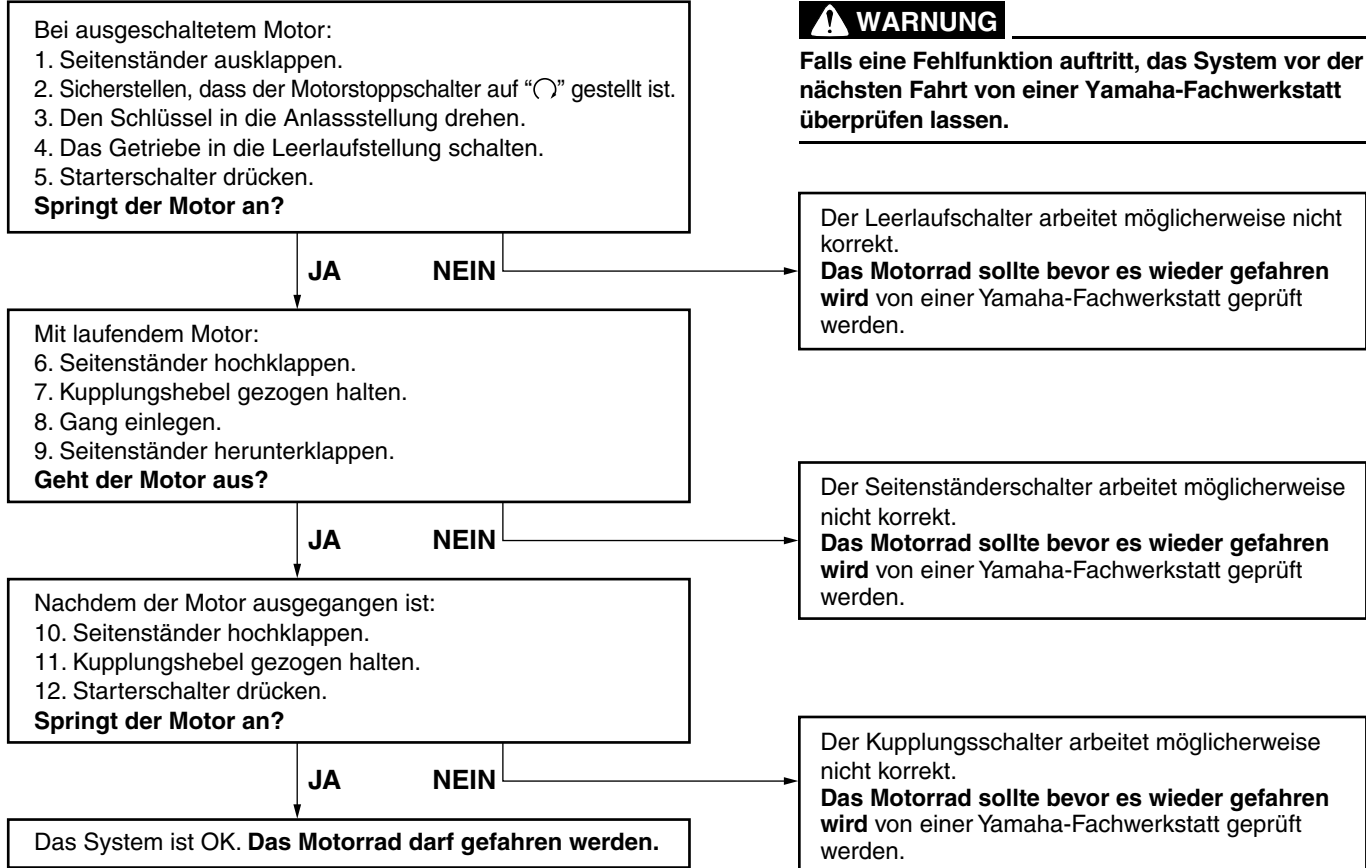 Bei ausgeschaltetem Motor:
1. Seitenständer ausklappen.
2. Sicherstellen, dass der Motorstoppschalter auf “◯” gestellt ist.
3. Den Schlüssel in die Anlassstellung drehen.
4. Das Getriebe in die Leerlaufstellung schalten.
5. Starterschalter drücken.
Springt der Motor an?
WARNUNG
Falls eine Fehlfunktion auftritt, das System vor der
nächsten Fahrt von einer Yamaha-Fachwerkstatt
überprüfen lassen.
JA NEIN
Der Leerlaufschalter arbeitet möglicherweise nicht
korrekt.
Das Motorrad sollte bevor es wieder gefahren
wird von einer Yamaha-Fachwerkstatt geprüft
werden.
Mit laufendem Motor:
6. Seitenständer hochklappen.
7. Kupplungshebel gezogen halten.
8. Gang einlegen.
9. Seitenständer herunterklappen.
Geht der Motor aus?
JA NEIN
Der Seitenständerschalter arbeitet möglicherweise
nicht korrekt.
Das Motorrad sollte bevor es wieder gefahren
wird von einer Yamaha-Fachwerkstatt geprüft
werden.
Nachdem der Motor ausgegangen ist:
10. Seitenständer hochklappen.
11. Kupplungshebel gezogen halten.
12. Starterschalter drücken.
Springt der Motor an?
JA NEIN
Der Kupplungsschalter arbeitet möglicherweise
nicht korrekt.
Das Motorrad sollte bevor es wieder gefahren
wird von einer Yamaha-Fachwerkstatt geprüft
werden.
Das System ist OK. Das Motorrad darf gefahren werden.